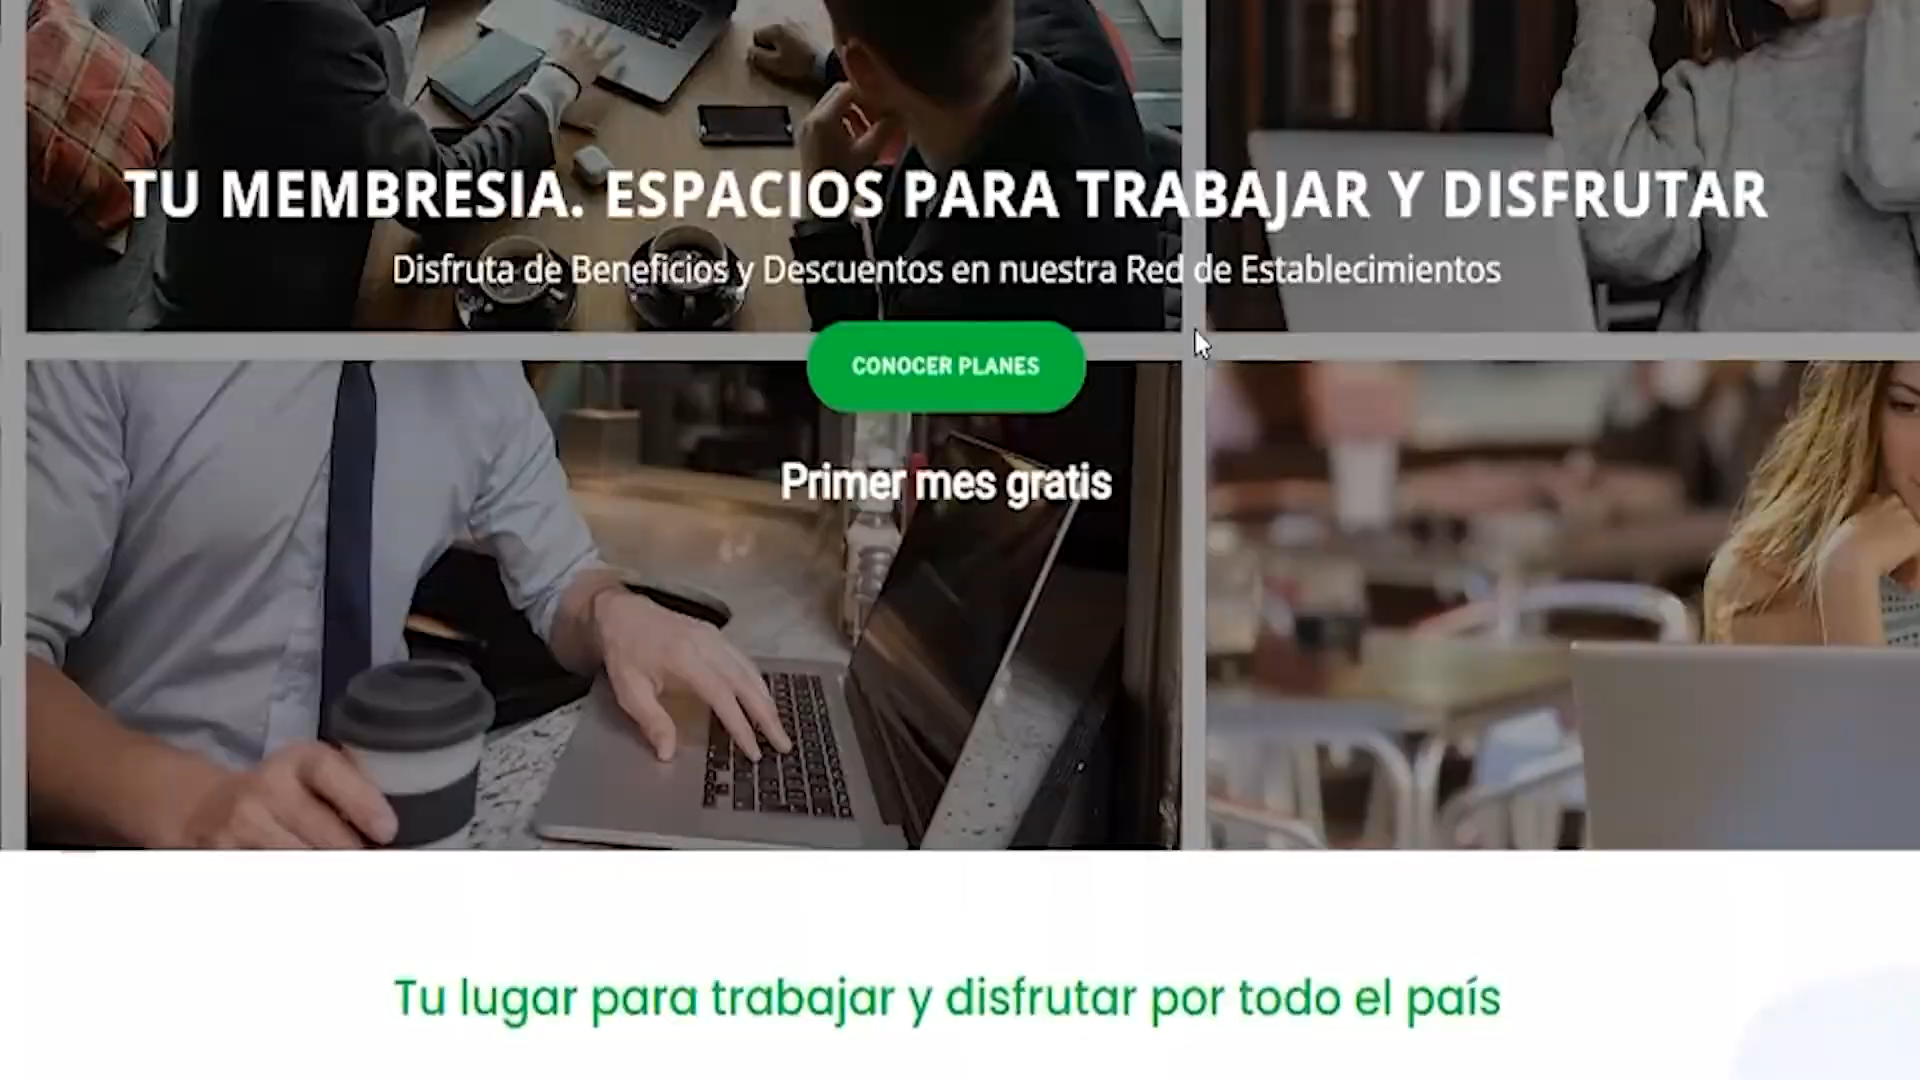 TU MEMBRESIA. ESPACIOS PARA TRABAJAR Y DISFRUTAR
Disfruta de Beneficios y Descuentos en nuestra Red de Establecimientos
CONOCER PLANES
Primer mes gratis
Tu lugar para trabajar y disfrutar por todo el país